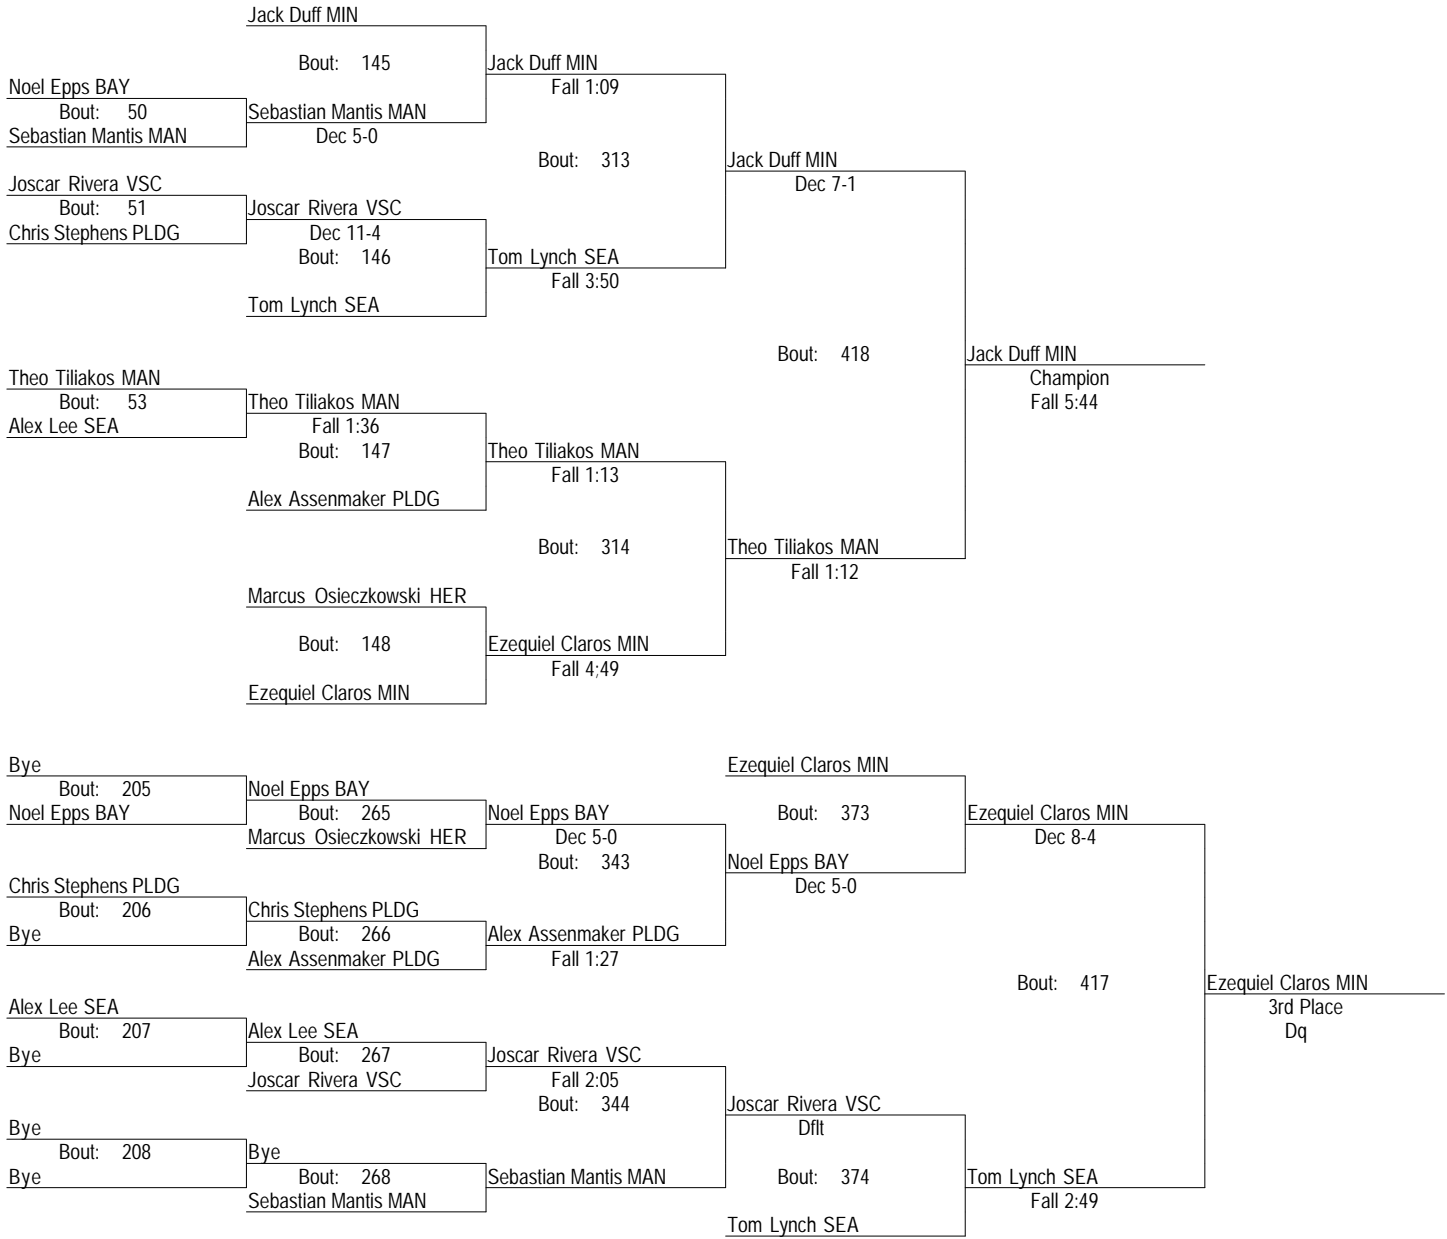 Jack Duff MIN
Bout: 145
Jack Duff MIN
Noel Epps BAY
Fall 1:09
Bout: 50
Sebastian Mantis MAN
Sebastian Mantis MAN
Dec 5-0
Bout: 313
Jack Duff MIN
Joscar Rivera VSC
Dec 7-1
Bout: 51
Joscar Rivera VSC
Chris Stephens PLDG
Dec 11-4
Bout: 146
Tom Lynch SEA
Fall 3:50
Tom Lynch SEA
Bout: 418
Jack Duff MIN
Theo Tiliakos MAN
Champion
Bout: 53
Theo Tiliakos MAN
Fall 5:44
Alex Lee SEA
Fall 1:36
Bout: 147
Theo Tiliakos MAN
Fall 1:13
Alex Assenmaker PLDG
Bout: 314
Theo Tiliakos MAN
Fall 1:12
Marcus Osieczkowski HER
Bout: 148
Ezequiel Claros MIN
Fall 4;49
Ezequiel Claros MIN
Bye
Ezequiel Claros MIN
Bout: 205
Noel Epps BAY
Noel Epps BAY
Bout: 265
Noel Epps BAY
Bout: 373
Ezequiel Claros MIN
Marcus Osieczkowski HER
Dec 5-0
Dec 8-4
Bout: 343
Noel Epps BAY
Chris Stephens PLDG
Dec 5-0
Bout: 206
Chris Stephens PLDG
Bye
Bout: 266
Alex Assenmaker PLDG
Alex Assenmaker PLDG
Fall 1:27
Bout: 417
Ezequiel Claros MIN
Alex Lee SEA
3rd Place
Bout: 207
Alex Lee SEA
Dq
Bye
Bout: 267
Joscar Rivera VSC
Joscar Rivera VSC
Fall 2:05
Bout: 344
Joscar Rivera VSC
Bye
Dflt
Bout: 208
Bye
Bye
Bout: 268
Sebastian Mantis MAN
Bout: 374
Tom Lynch SEA
Sebastian Mantis MAN
Fall 2:49
Tom Lynch SEA